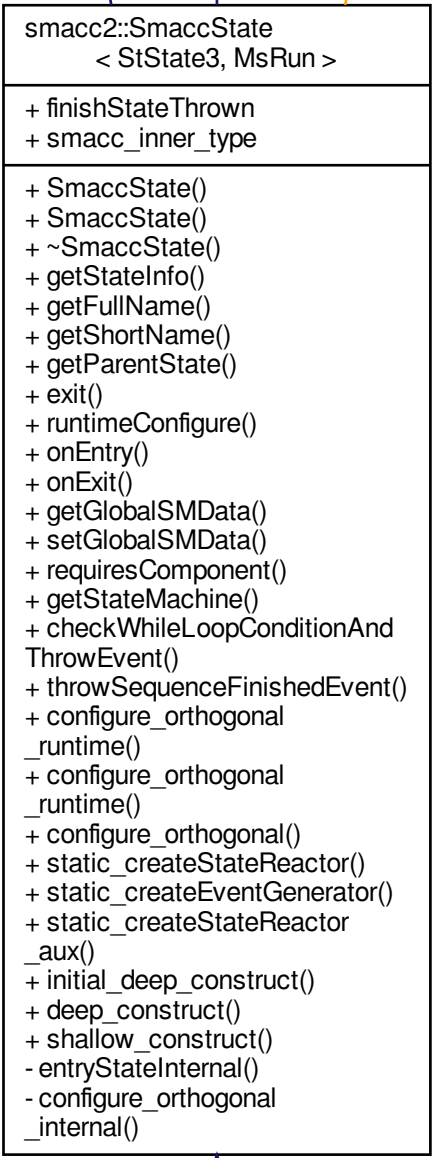 smacc2::SmaccState
< StState3, MsRun >
+ finishStateThrown
+ smacc_inner_type
+ SmaccState()
+ SmaccState()
+ ~SmaccState()
+ getStateInfo()
+ getFullName()
+ getShortName()
+ getParentState()
+ exit()
+ runtimeConfigure()
+ onEntry()
+ onExit()
+ getGlobalSMData()
+ setGlobalSMData()
+ requiresComponent()
+ getStateMachine()
+ checkWhileLoopConditionAnd
ThrowEvent()
+ throwSequenceFinishedEvent()
+ configure_orthogonal
_runtime()
+ configure_orthogonal
_runtime()
+ configure_orthogonal()
+ static_createStateReactor()
+ static_createEventGenerator()
+ static_createStateReactor
_aux()
+ initial_deep_construct()
+ deep_construct()
+ shallow_construct()
- entryStateInternal()
- configure_orthogonal
_internal()